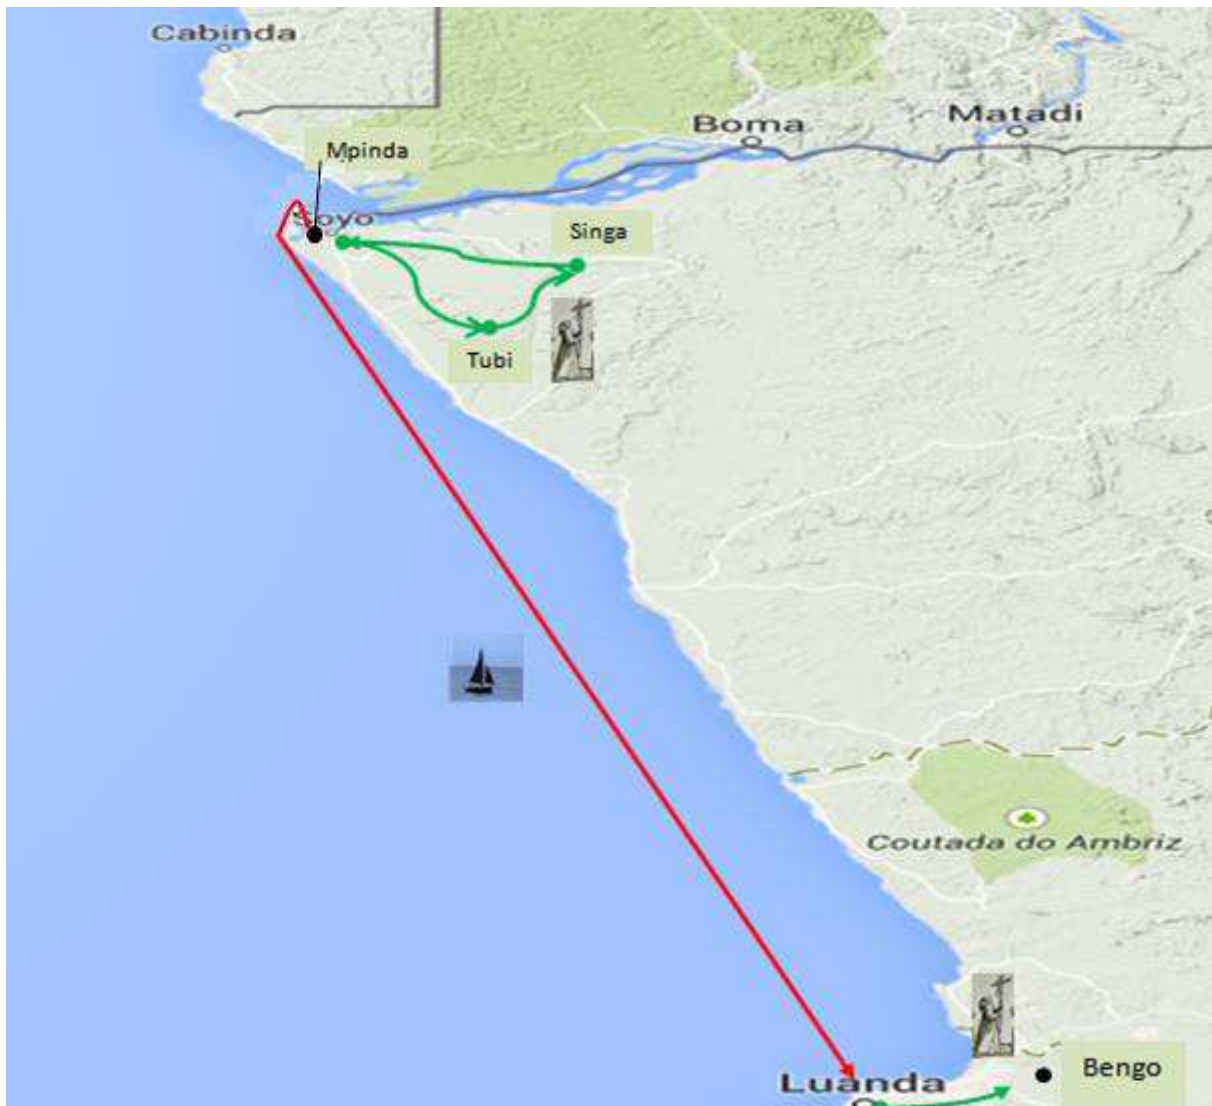 Cabinda
Matadi
Boma
Mpinda
Soyo
Singa
Tubi
Coutada do Ambriz
Bengo
Luanda